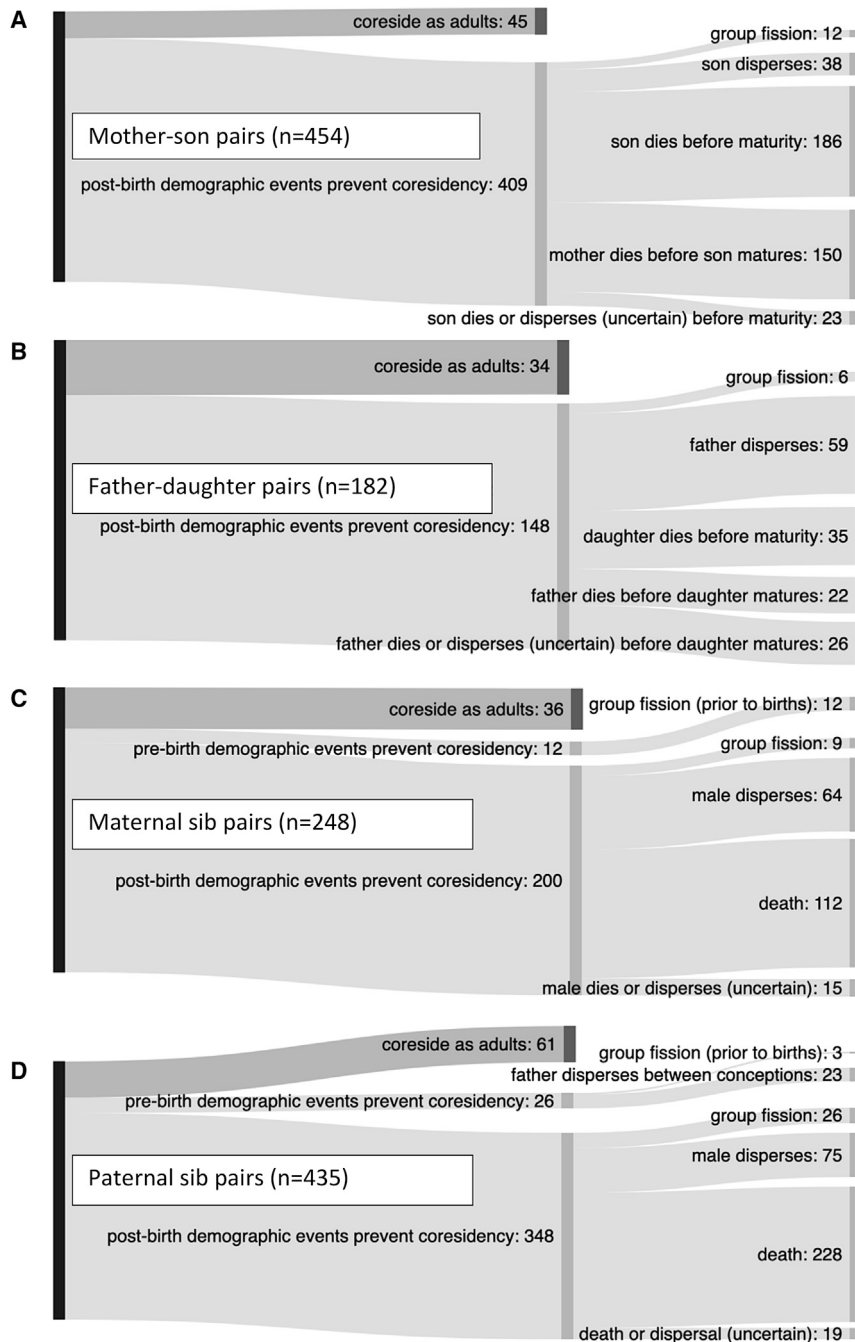 A
coreside as adults: 45
group fission: 12
son disperses: 38
Mother-son pairs (n=454)
son dies before maturity: 186
post-birth demographic events prevent coresidency: 409
mother dies before son matures: 150
son dies or disperses (uncertain) before maturity: 23
B
coreside as adults: 34
group fission: 6
father disperses: 59
Father-daughter pairs (n=182)
post-birth demographic events prevent coresidency: 148
daughter dies before maturity: 35
father dies before daughter matures: 22
father dies or disperses (uncertain) before daughter matures: 26
C
coreside as adults: 36
group fission (prior to births): 12
pre-birth demographic events prevent coresidency: 12
group fission: 9
male disperses: 64
Maternal sib pairs (n=248)
post-birth demographic events prevent coresidency: 200
death: 112
male dies or disperses (uncertain): 15
D
coreside as adults: 61
group fission (prior to births): 3
father disperses between conceptions: 23
pre-birth demographic events prevent coresidency: 26
group fission: 26
male disperses: 75
Paternal sib pairs (n=435)
post-birth demographic events prevent coresidency: 348
death: 228
death or dispersal (uncertain): 19